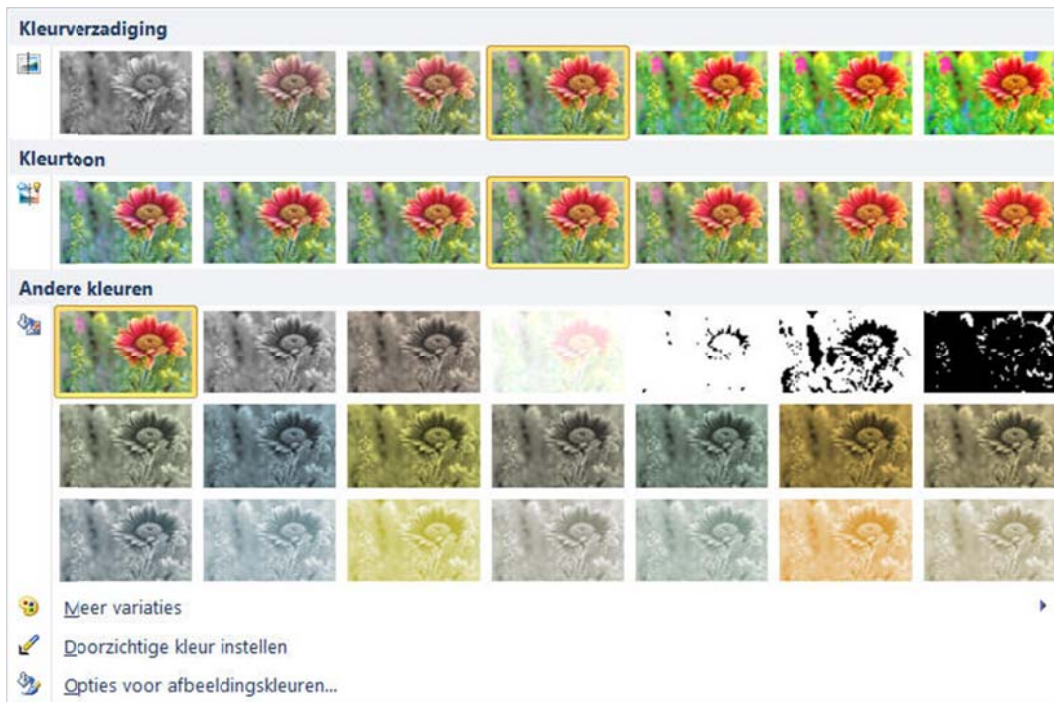 Kleurverzadiging
Kleurtoon
Andere kleuren
Meer variaties
Doorzichtige kleur instellen
Opties voor afbeeldingskleuren...